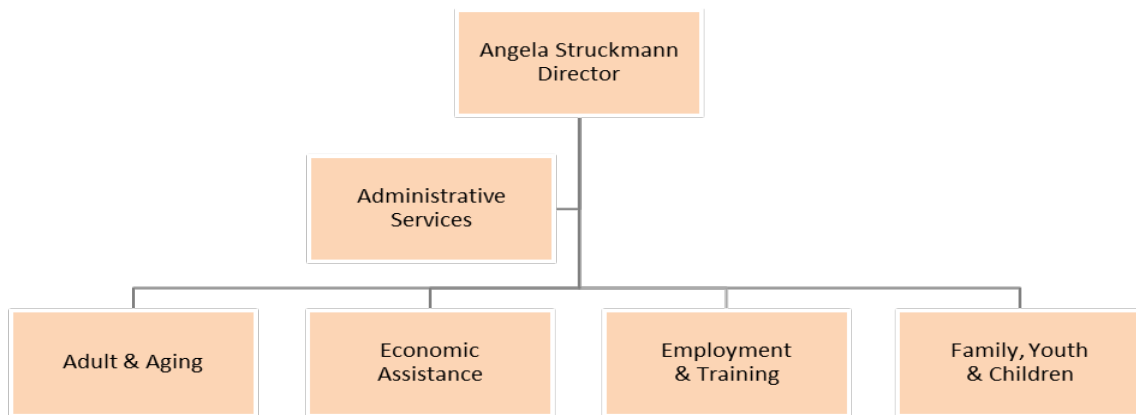 Angela Struckmann
Director
Administrative
Services
Adult & Aging
Economic
Assistance
Employment
& Training
Family, Youth
& Children